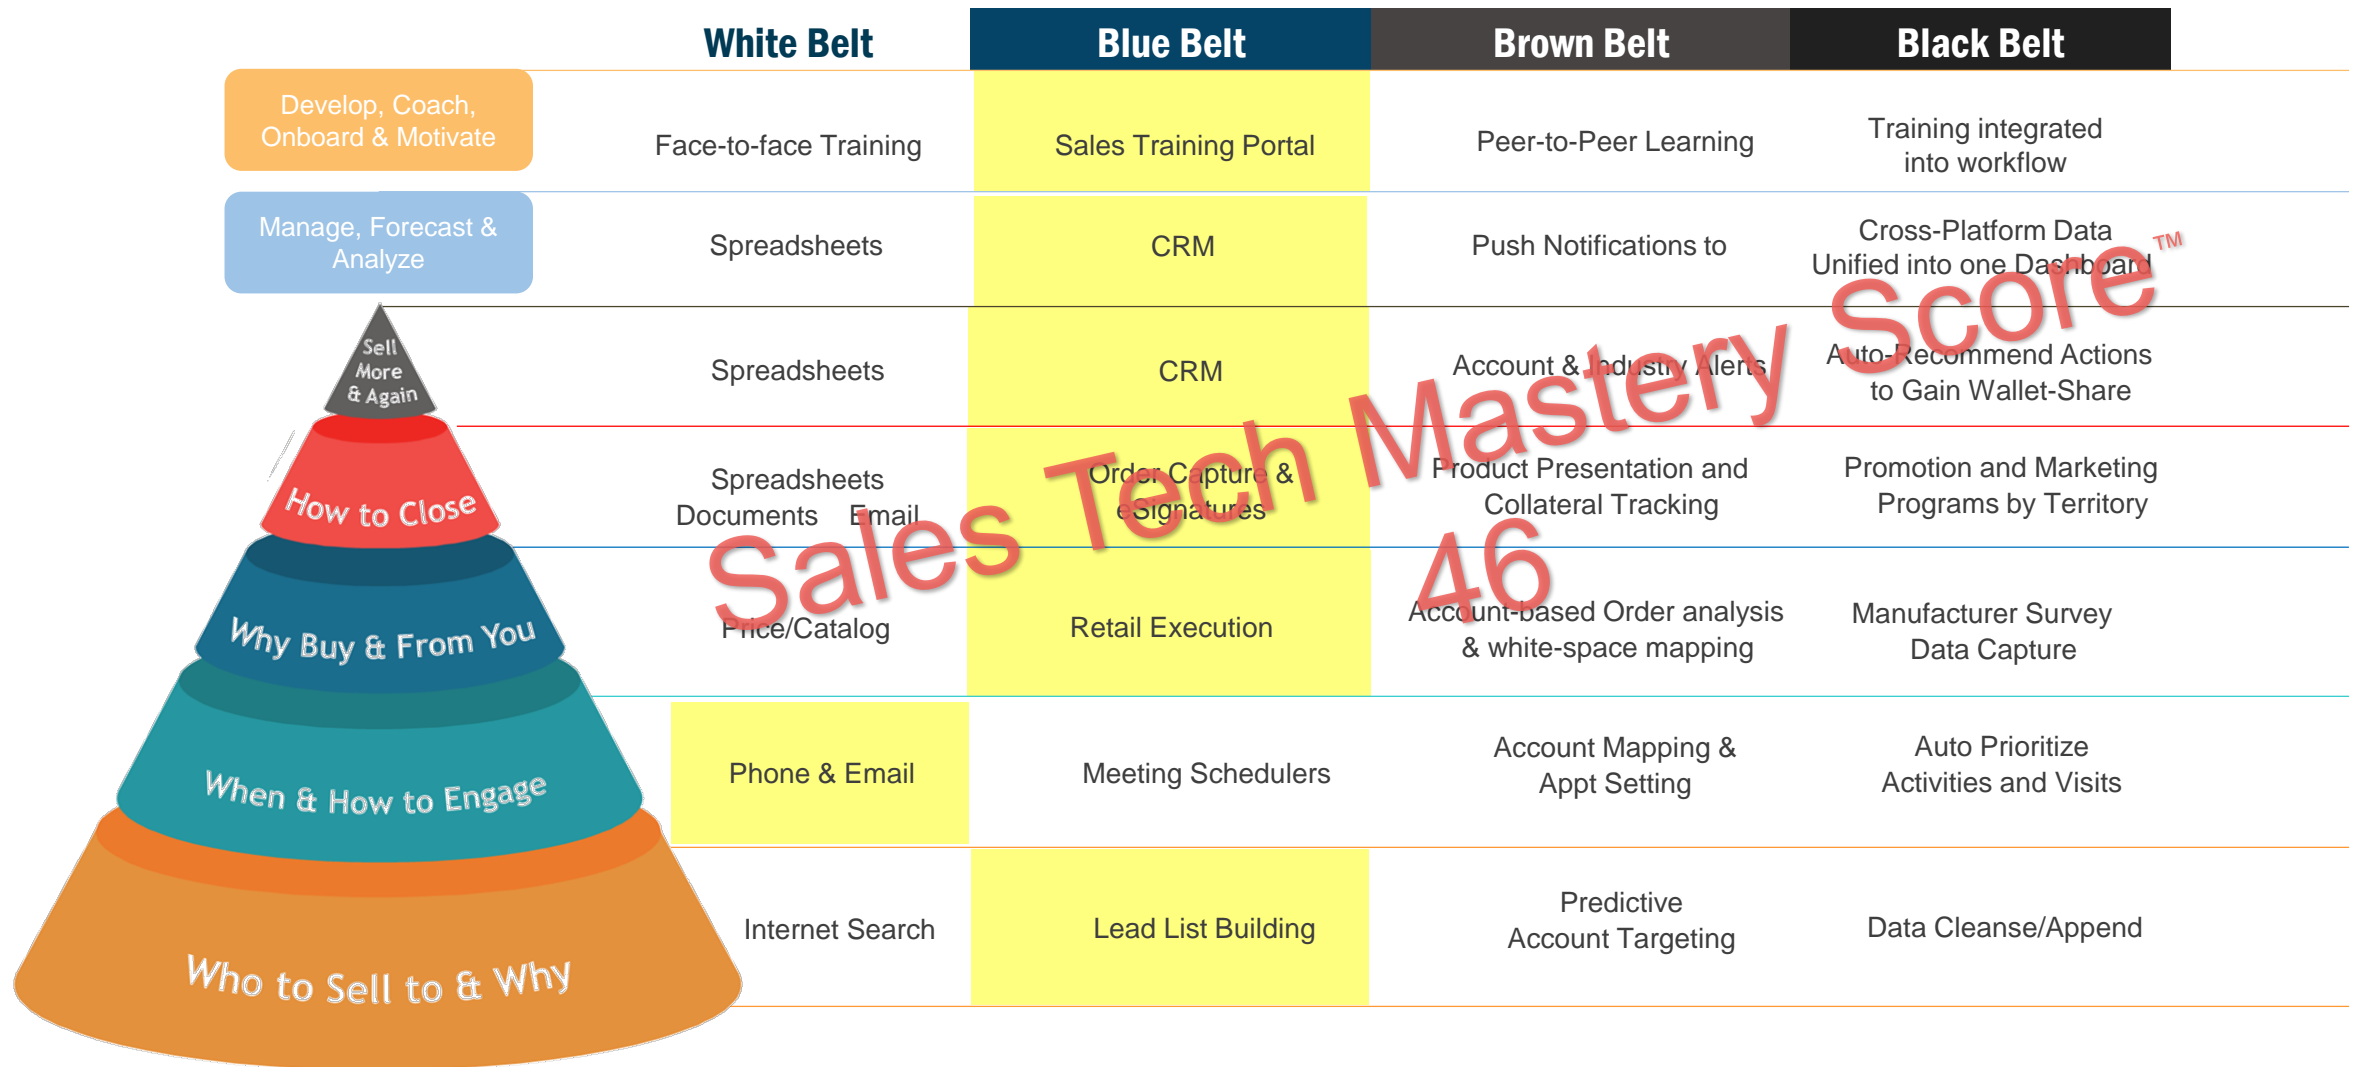 White Belt
Blue Belt
Brown Belt
Black Belt
Develop, Coach,
Onboard & Motivate
Face-to-face Training
Sales Training Portal
Peer-to-Peer Learning
Training integrated
into workflow
Manage, Forecast &
Analyze
Spreadsheets
CRM
Push Notifications to
Cross-Platform Data
Unified into one Dashboard
Sell
More
& Again
Spreadsheets
CRM
Account & Industry Alerts
Auto-Recommend Actions
to Gain Wallet-Share
How to Close
Spreadsheets
Documents Email
Order Capture &
eSignatures
Product Presentation and
Collateral Tracking
Promotion and Marketing
Programs by Territory
Why Buy & From You
Price/Catalog
Retail Execution
Account-based Order analysis
& white-space mapping
Manufacturer Survey
Data Capture
When & How to Engage
Phone & Email
Meeting Schedulers
Account Mapping &
Appt Setting
Auto Prioritize
Activities and Visits
Who to Sell to & Why
Internet Search
Lead List Building
Predictive
Account Targeting
Data Cleanse/Append
Sales Tech Mastery Score™
46